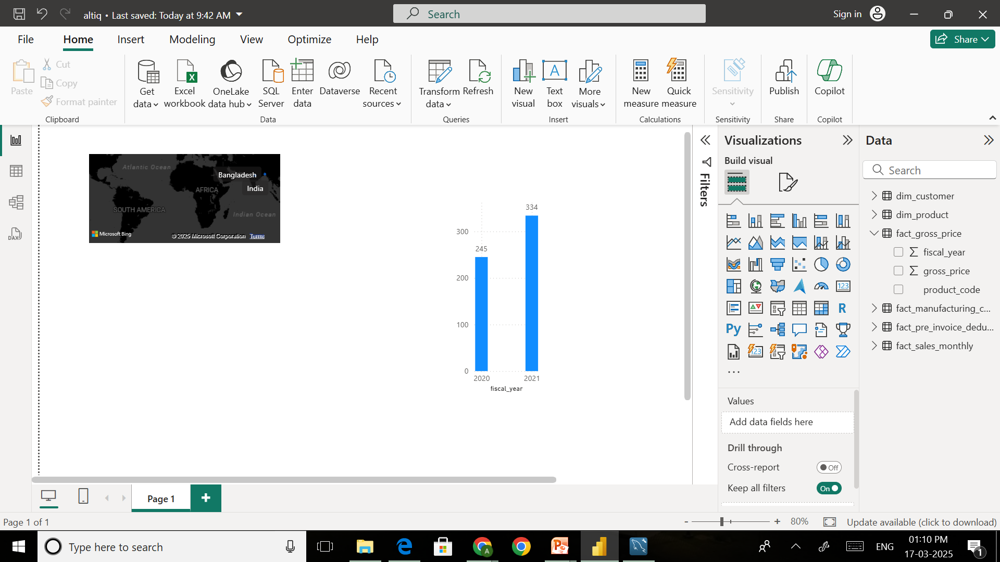 altiq • Last saved: Today at 9:42 AM
Search
Sign in
File Home Insert Modeling View Optimize Help
Share
Paste
Cut
Copy
Format painter
Get data
Excel workbook
OneLake data hub
SQL Server
Enter data
Dataverse
Recent sources
Transform data
Refresh
New visual
Text box
More visuals
New measure
Quick measure
Sensitivity
Publish
Copilot
Clipboard Data Queries Insert Calculations Sensitivity Share Copilot
Atlantic Ocean
Bangladesh
India
AFRICA
SOUTH AMERICA
Indian Ocean
Microsoft Bing
© 2025 Microsoft Corporation Terms
334
300
245
200
100
0
2020 2021
fiscal_year
Filters
Visualizations
Build visual
123
R
Py
123
...
Values
Add data fields here
Drill through
Cross-report Off
Keep all filters On
Data
Search
dim_customer
dim_product
fact_gross_price
fiscal_year
gross_price
product_code
fact_manufacturing_c...
fact_pre_invoice_dedu...
fact_sales_monthly
DAX
Page 1
Page 1 of 1
- + 80%
Update available (click to download)
Type here to search
A
ENG
01:10 PM
17-03-2025
1